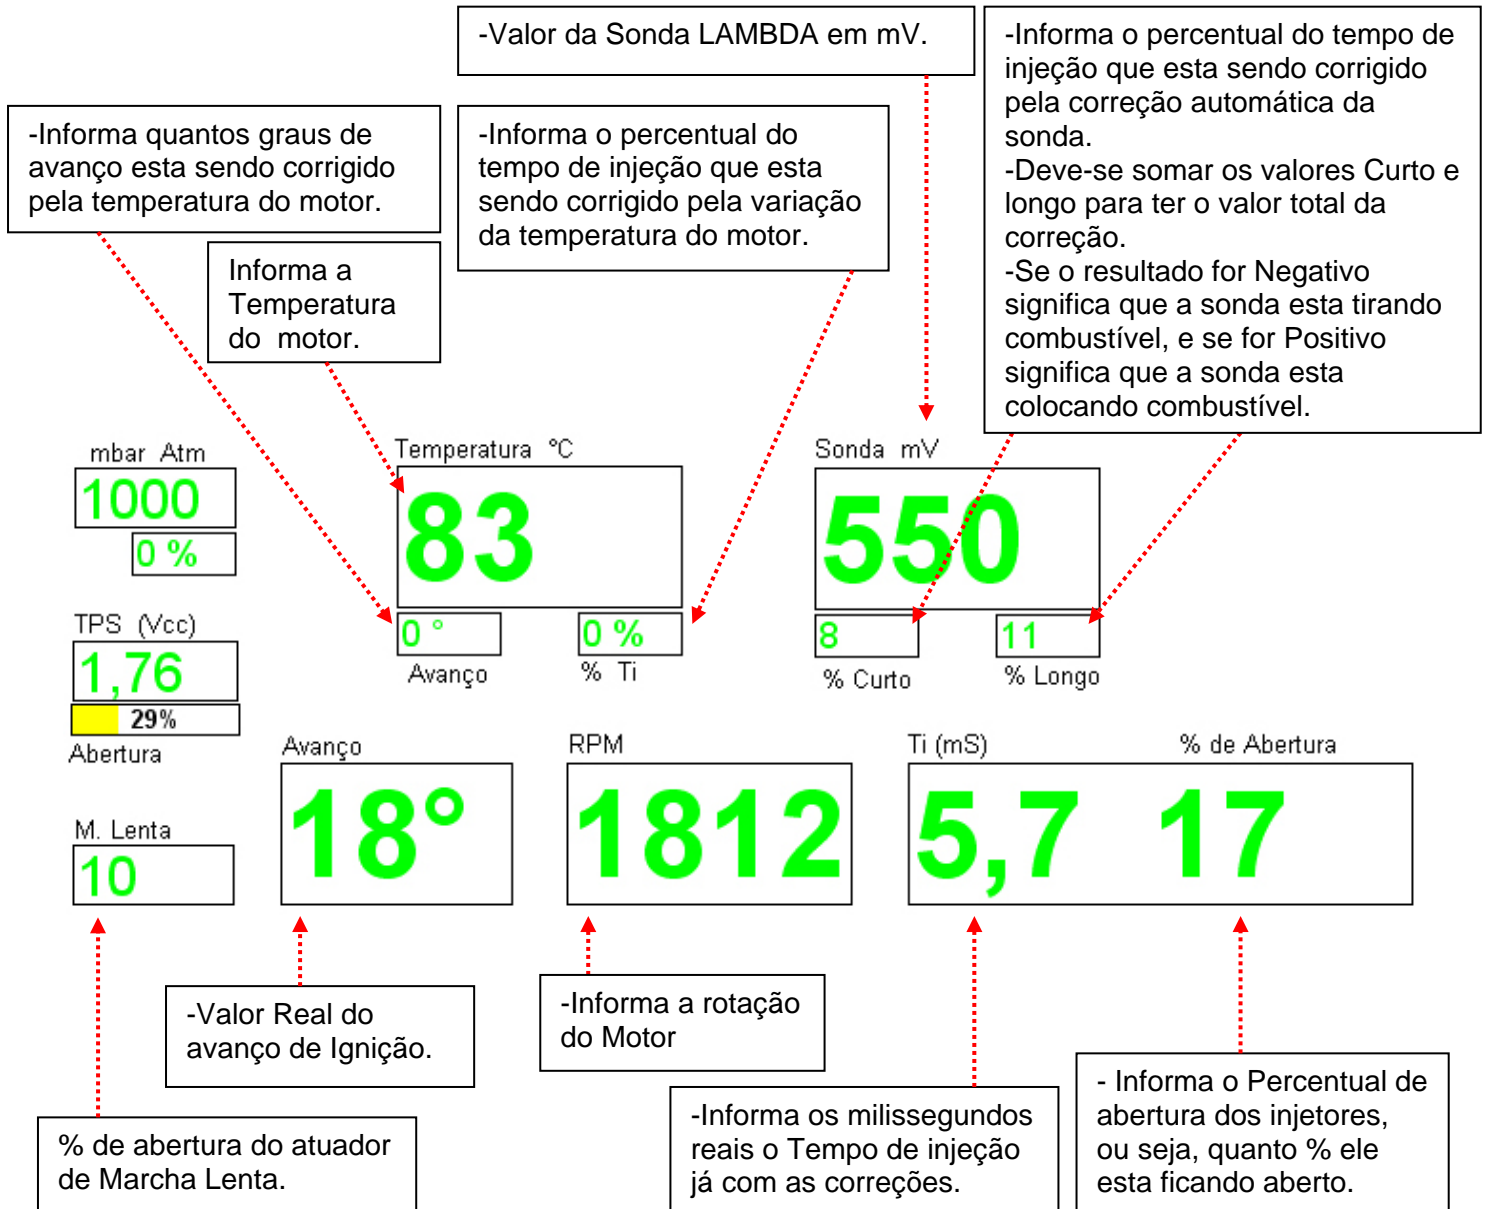 -Valor da Sonda LAMBDA em mV.
-Informa o percentual do tempo de
injeção que esta sendo corrigido
pela correção automática da
sonda.
-Deve-se somar os valores Curto e
longo para ter o valor total da
correção.
-Se o resultado for Negativo
significa que a sonda esta tirando
combustível, e se for Positivo
significa que a sonda esta
colocando combustível.
-Informa quantos graus de
avanço esta sendo corrigido
pela temperatura do motor.
-Informa o percentual do
tempo de injeção que esta
sendo corrigido pela variação
da temperatura do motor.
Informa a
Temperatura
do  motor.
mbar Atm
1000
0 %
Temperatura °C
83
0 °
0 %
Avanço
% Ti
Sonda mV
550
8
11
% Curto
% Longo
TPS (Vcc)
1,76
29%
Abertura
M. Lenta
10
Avanço
18°
RPM
1812
Ti (mS)
% de Abertura
5,7
17
-Valor Real do
avanço de Ignição.
-Informa a rotação
do Motor
% de abertura do atuador
de Marcha Lenta.
-Informa os milissegundos
reais o Tempo de injeção
já com as correções.
- Informa o Percentual de
abertura dos injetores,
ou seja, quanto % ele
esta ficando aberto.